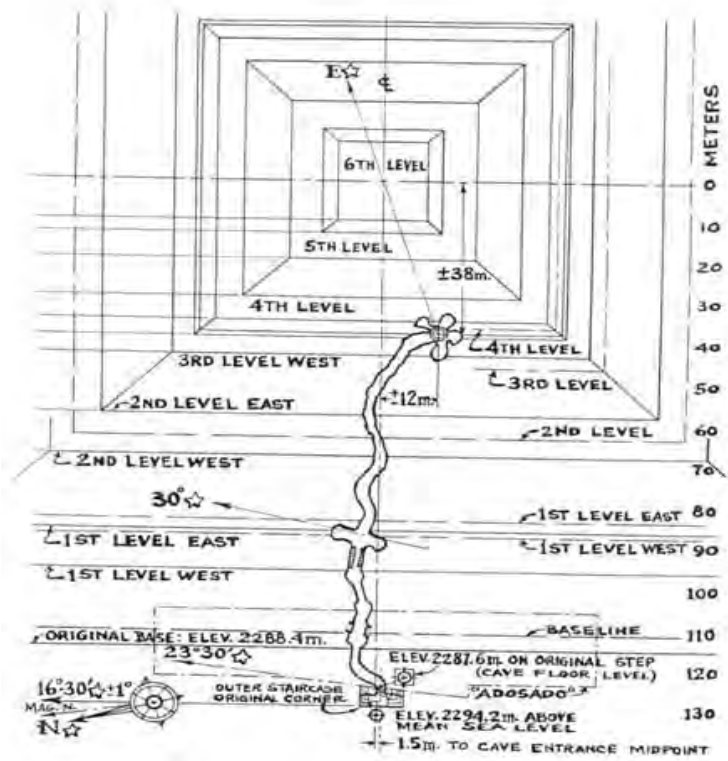 METERS
E☆
℄
6TH LEVEL
0
10
5TH LEVEL
20
±38m.
30
4TH LEVEL
4TH LEVEL
40
3RD LEVEL WEST
3RD LEVEL
50
±12m.
2ND LEVEL EAST
2ND LEVEL
60
2ND LEVEL WEST
70
30°☆
1ST LEVEL EAST
80
1ST LEVEL EAST
1ST LEVEL WEST
90
1ST LEVEL WEST
100
ORIGINAL BASE: ELEV. 2288.4m.
BASE LINE
110
23°30'☆
ELEV. 2287.6m. ON ORIGINAL STEP
(CAVE FLOOR LEVEL)
120
16°30'☆±1°
OUTER STAIRCASE
ORIGINAL CORNER
"ADOSADO"
MAG. N.
N☆
ELEV. 2294.2m. ABOVE
MEAN SEA LEVEL
130
1.5m. TO CAVE ENTRANCE MIDPOINT